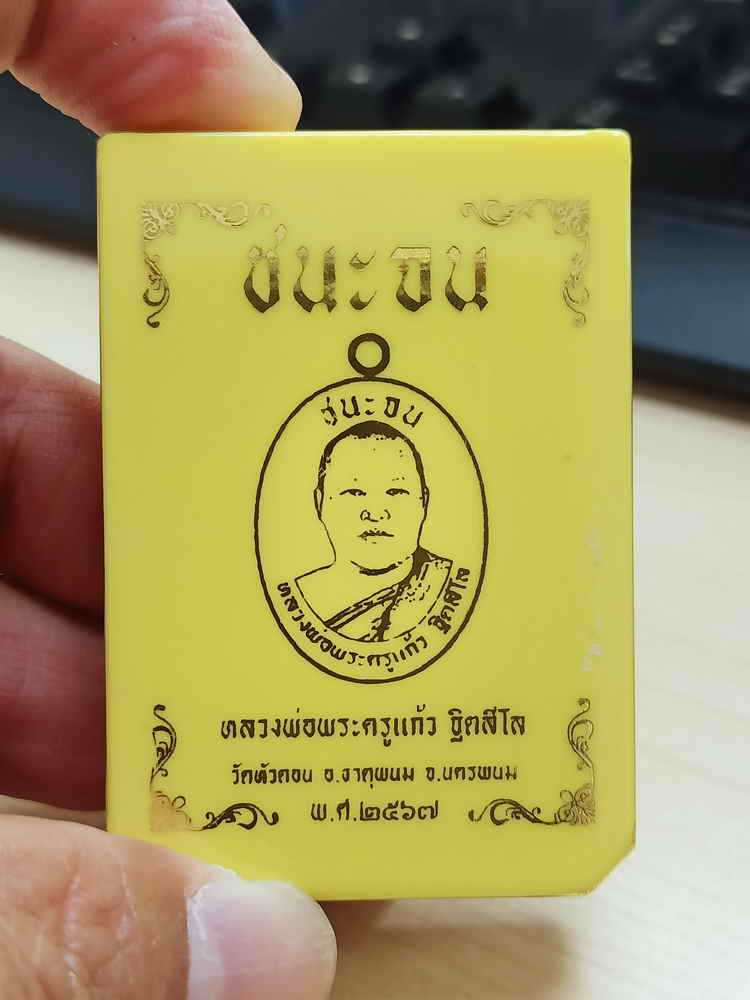 ชนะจน
ชนะจน
หลวงพ่อพระครูแก้ว ฐิตสีโล
หลวงพ่อพระครูแก้ว ฐิตสีโล
วัดหัวดอน อ.ธาตุพนม จ.นครพนม
พ.ศ.๒๕๖๗